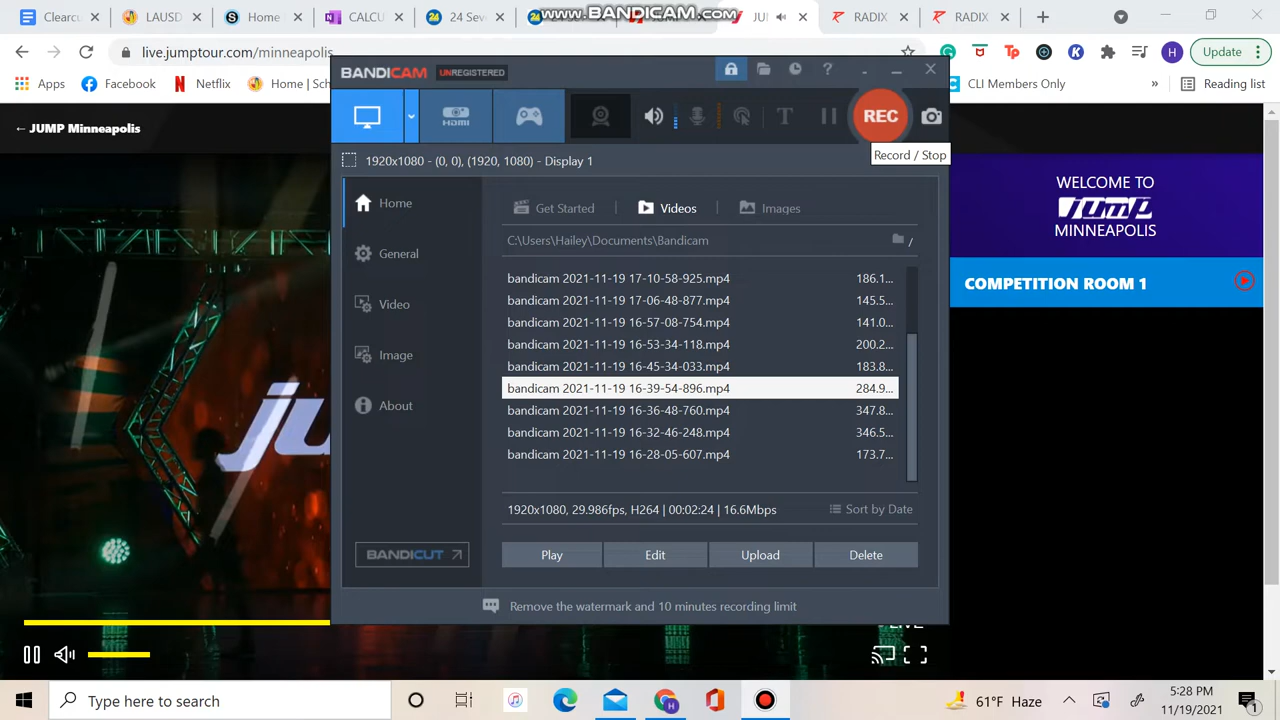 LAUSD
Home
CALCU
24 Sev
www.BANDICAM.com
JU
RADIX
RADIX
live.jumptour.com/minneapolis
H
Update
Apps
Facebook
Netflix
Home | Sch
Tp
K
CLI Members Only
»
Reading list
← JUMP Minneapolis
BANDICAM UNREGISTERED
HDMI
T
REC
Record / Stop
1920x1080 - (0, 0), (1920, 1080) - Display 1
Home
General
Video
Image
About
BANDICUT
Get Started
Videos
Images
C:\Users\Hailey\Documents\Bandicam
/
bandicam 2021-11-19 17-10-58-925.mp4 186.1...
bandicam 2021-11-19 17-06-48-877.mp4 145.5...
bandicam 2021-11-19 16-57-08-754.mp4 141.0...
bandicam 2021-11-19 16-53-34-118.mp4 200.2...
bandicam 2021-11-19 16-45-34-033.mp4 183.8...
bandicam 2021-11-19 16-39-54-896.mp4 284.9...
bandicam 2021-11-19 16-36-48-760.mp4 347.8...
bandicam 2021-11-19 16-32-46-248.mp4 346.5...
bandicam 2021-11-19 16-28-05-607.mp4 173.7...
1920x1080, 29.986fps, H264 | 00:02:24 | 16.6Mbps
Sort by Date
Play
Edit
Upload
Delete
Remove the watermark and 10 minutes recording limit
WELCOME TO
jump
MINNEAPOLIS
COMPETITION ROOM 1
ju
LIVE
Type here to search
61°F Haze
5:28 PM
11/19/2021
1